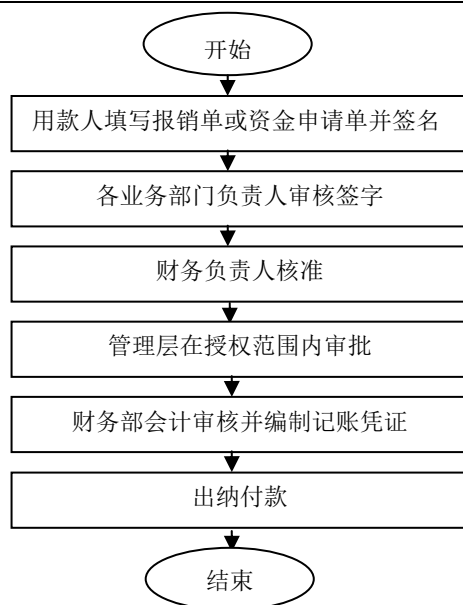 开始
用款人填写报销单或资金申请单并签名
各业务部门负责人审核签字
财务负责人核准
管理层在授权范围内审批
财务部会计审核并编制记账凭证
出纳付款
结束